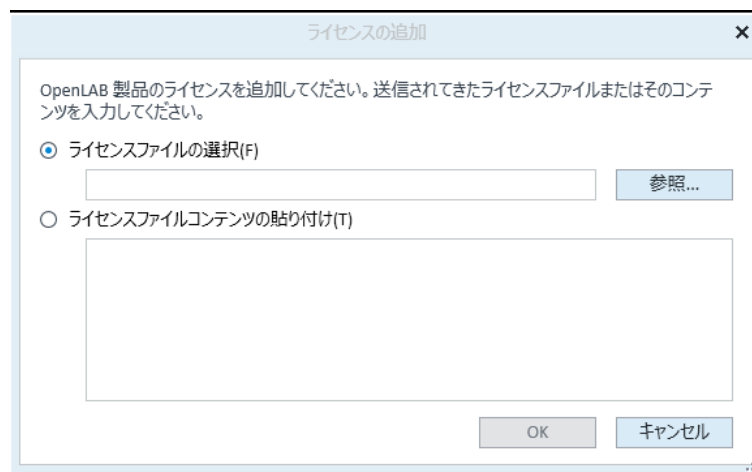 ライセンスの追加
OpenLAB 製品のライセンスを追加してください。送信されてきたライセンスファイルまたはそのコンテ
ンツを入力してください。
ライセンスファイルの選択(F)
参照...
ライセンスファイルコンテンツの貼り付け(T)
OK
キャンセル